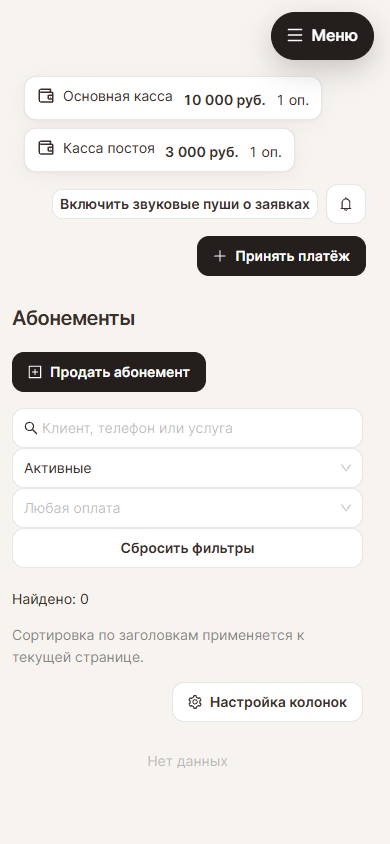 Меню
Основная касса 10 000 руб. 1 оп.
Касса постоя 3 000 руб. 1 оп.
Включить звуковые пуши о заявках
Принять платёж
Абонементы
Продать абонемент
Клиент, телефон или услуга
Активные
Любая оплата
Сбросить фильтры
Найдено: 0
Сортировка по заголовкам применяется к
текущей странице.
Настройка колонок
Нет данных